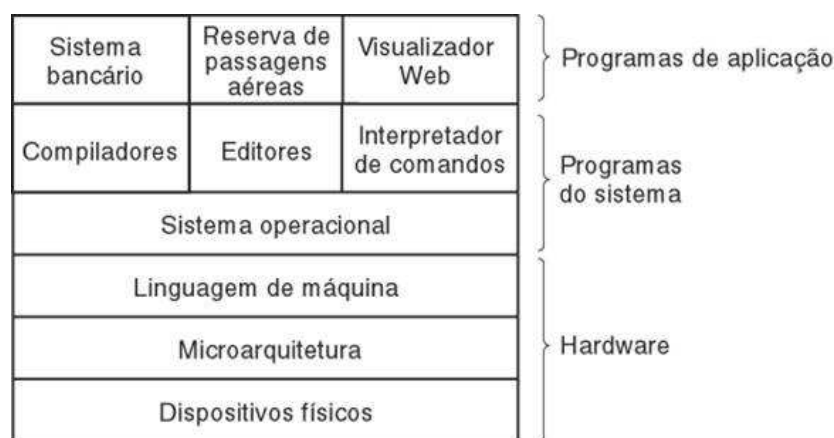 Sistema
bancário
Reserva de
passagens
aéreas
Visualizador
Web
Programas de aplicação
Compiladores
Editores
Interpretador
de comandos
Programas
do sistema
Sistema operacional
Linguagem de máquina
Microarquitetura
Hardware
Dispositivos físicos